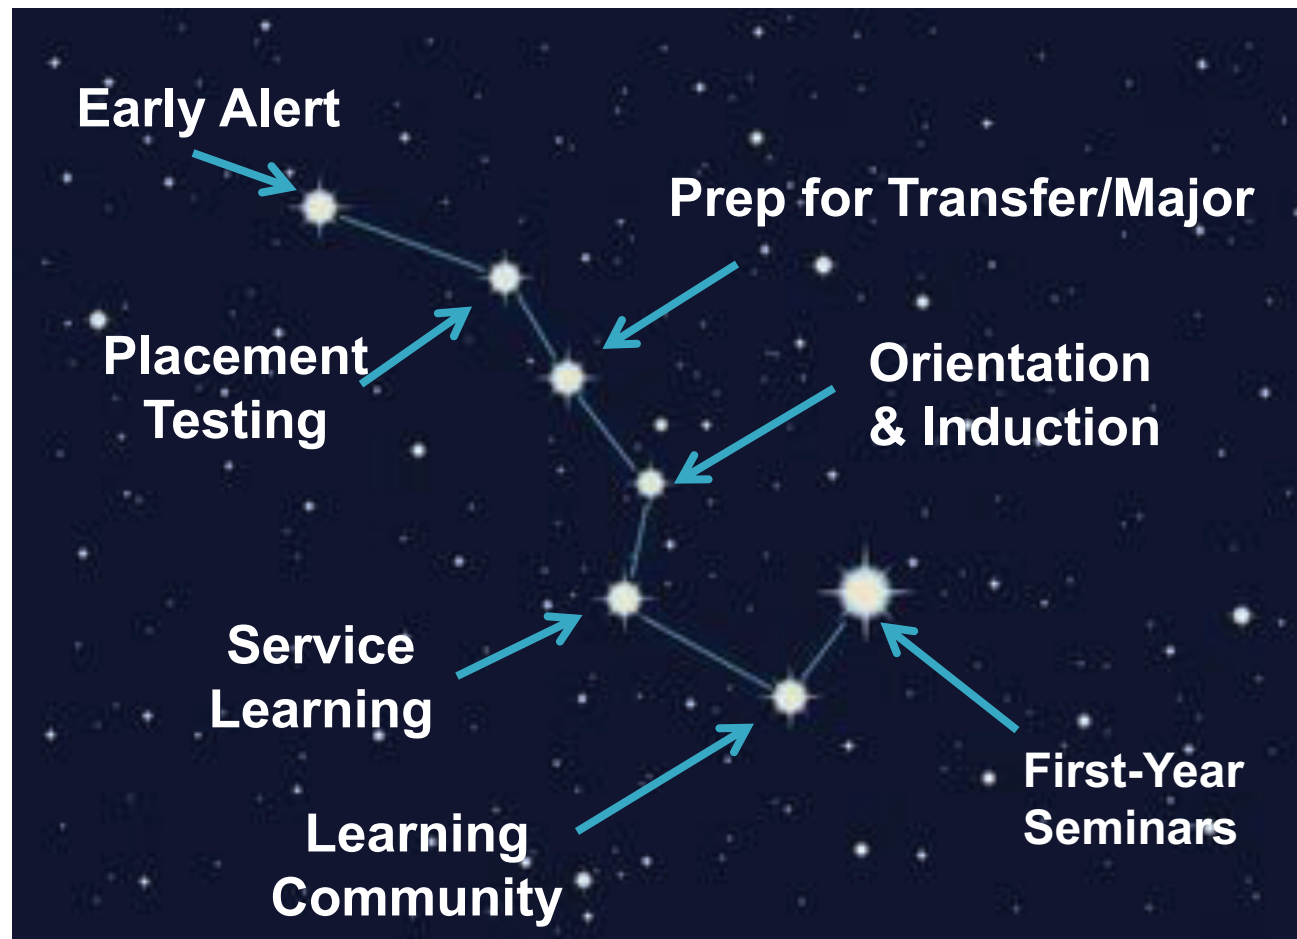 Early Alert
Prep for Transfer/Major
Placement
Testing
Orientation
& Induction
Service
Learning
First-Year
Seminars
Learning
Community